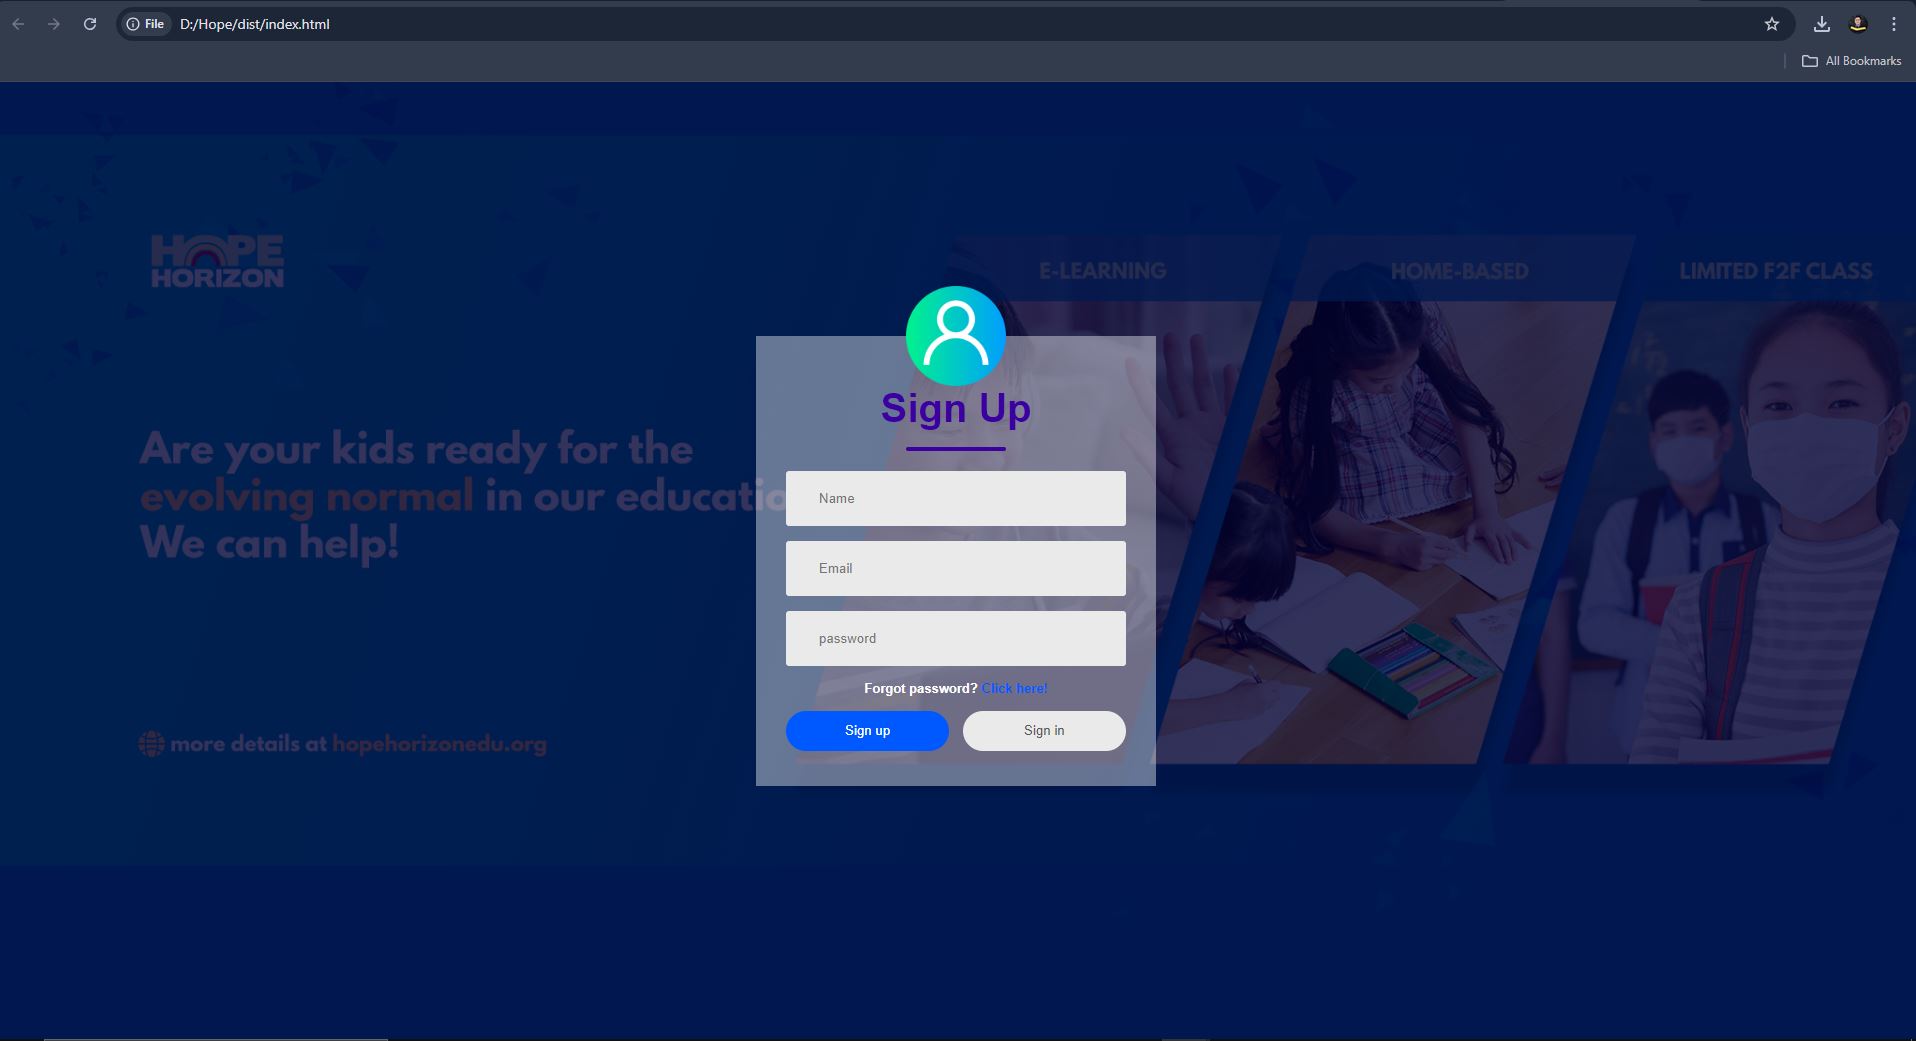 File D:/Hope/dist/index.html
All Bookmarks
HOPE
HORIZON
E-LEARNING
HOME-BASED
LIMITED F2F CLASS
Are your kids ready for the
evolving normal in our educatio
We can help!
more details at hopehorizonedu.org
Sign Up
Name
Email
password
Forgot password? Click here!
Sign up
Sign in